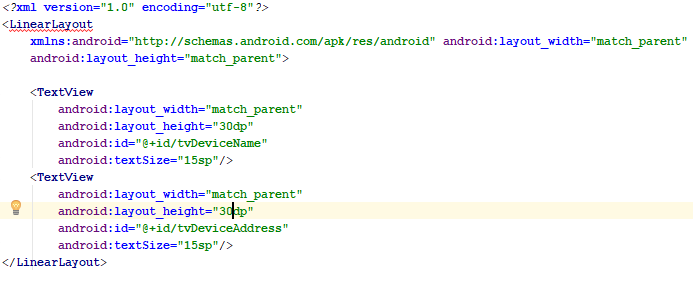 <?xml version="1.0" encoding="utf-8"?>
<LinearLayout
xmlns:android="http://schemas.android.com/apk/res/android" android:layout_width="match_parent"
android:layout_height="match_parent">
<TextView
android:layout_width="match_parent"
android:layout_height="30dp"
android:id="@+id/tvDeviceName"
android:textSize="15sp"/>
<TextView
android:layout_width="match_parent"
android:layout_height="30dp"
android:id="@+id/tvDeviceAddress"
android:textSize="15sp"/>
</LinearLayout>